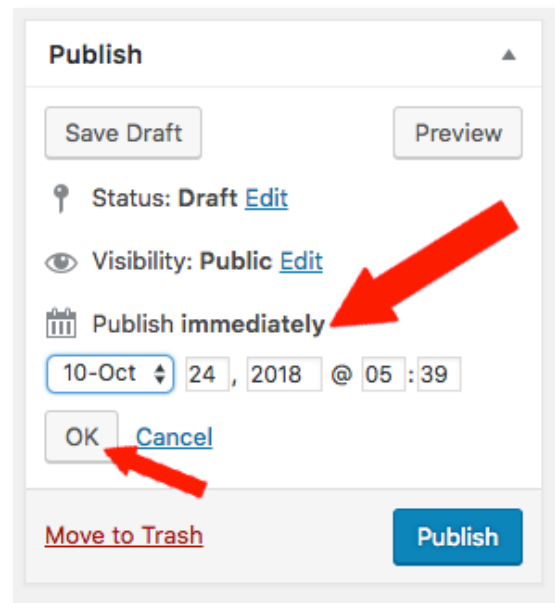 Publish
Save Draft Preview
Status: Draft Edit
Visibility: Public Edit
Publish immediately
10-Oct 24 , 2018 @ 05 : 39
OK Cancel
Move to Trash Publish